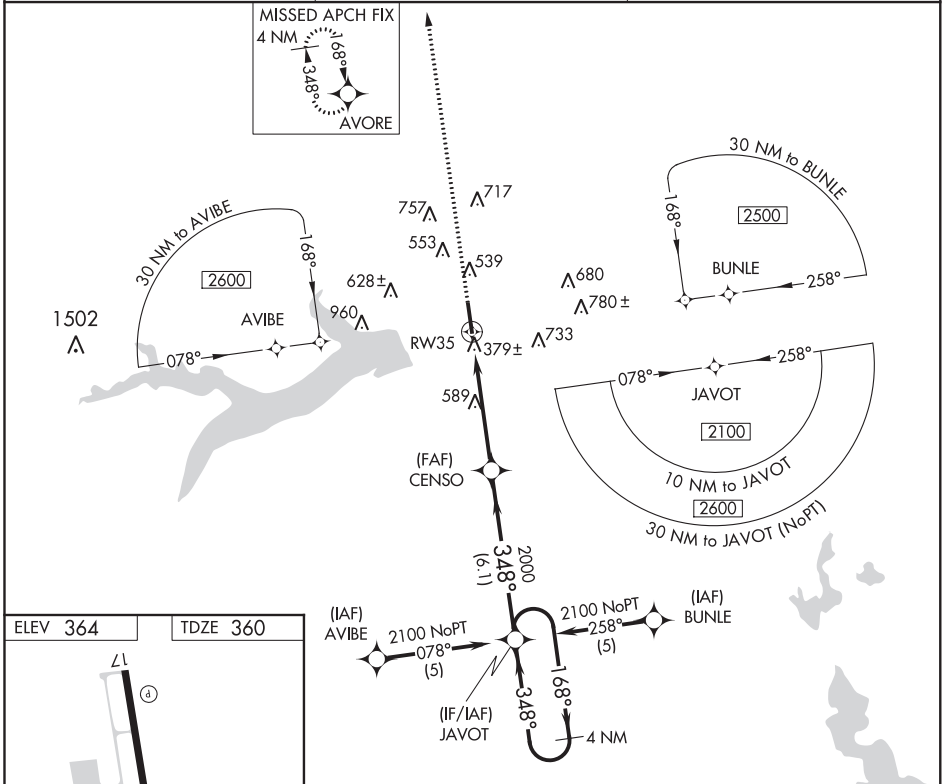 MISSED APCH FIX
4 NM
168°
348°
AVORE
30 NM to AVIBE
168°
2600
AVIBE
078°
1502
757
717
553
539
628±
960
RW35
379±
680
780±
733
589
30 NM to BUNLE
168°
2500
BUNLE
258°
078°
258°
JAVOT
2100
10 NM to JAVOT
2600
30 NM to JAVOT (NoPT)
(FAF)
CENSO
2000
348°
(6.1)
(IAF)
AVIBE
2100 NoPT
078°
(5)
(IAF)
BUNLE
2100 NoPT
258°
(5)
(IF/IAF)
JAVOT
348°
168°
4 NM
ELEV 364
TDZE 360
17
P